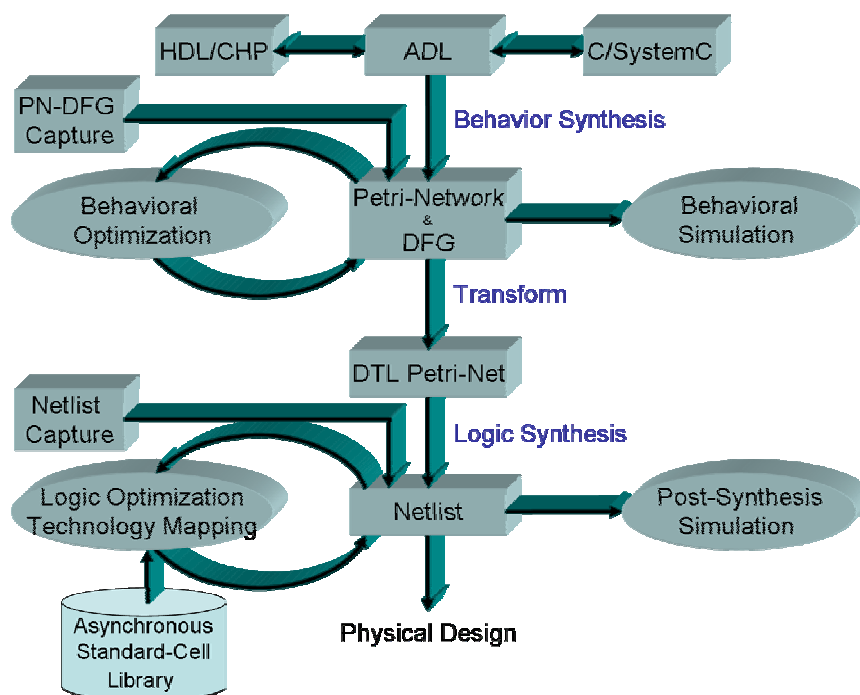 HDL/CHP
ADL
C/SystemC
PN-DFG
Capture
Behavior Synthesis
Behavioral
Optimization
Petri-Network
&
DFG
Behavioral
Simulation
Transform
DTL Petri-Net
Netlist
Capture
Logic Synthesis
Logic Optimization
Technology Mapping
Netlist
Post-Synthesis
Simulation
Asynchronous
Standard-Cell
Library
Physical Design